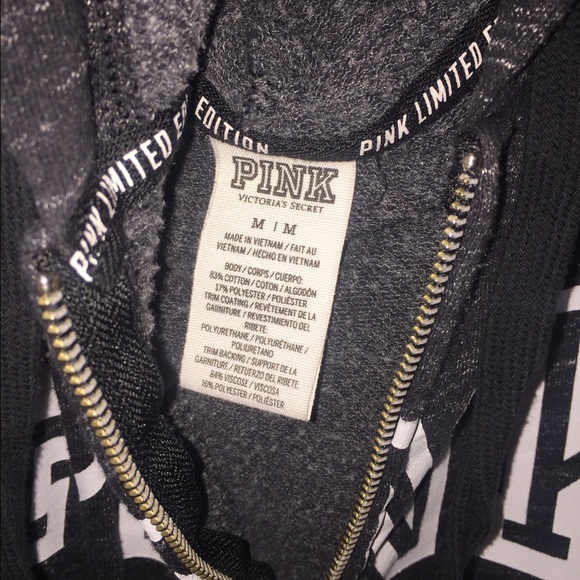 PINK LIMITED EDITION
PINK LIMITED
PINK
VICTORIA'S SECRET
M | M
MADE IN VIETNAM / FAIT AU
VIETNAM / HECHO EN VIETNAM
BODY / CORPS / CUERPO:
83% COTTON / COTON / ALGODÓN
17% POLYESTER / POLIÉSTER
TRIM COATING / REVÊTEMENT DE LA
GARNITURE / REVESTIMIENTO DEL
RIBETE:
POLYURETHANE / POLYURÉTHANE /
POLIURETANO
TRIM BACKING / SUPPORT DE LA
GARNITURE / REFUERZO DEL RIBETE:
84% VISCOSE / VISCOSA
16% POLYESTER / POLIÉSTER